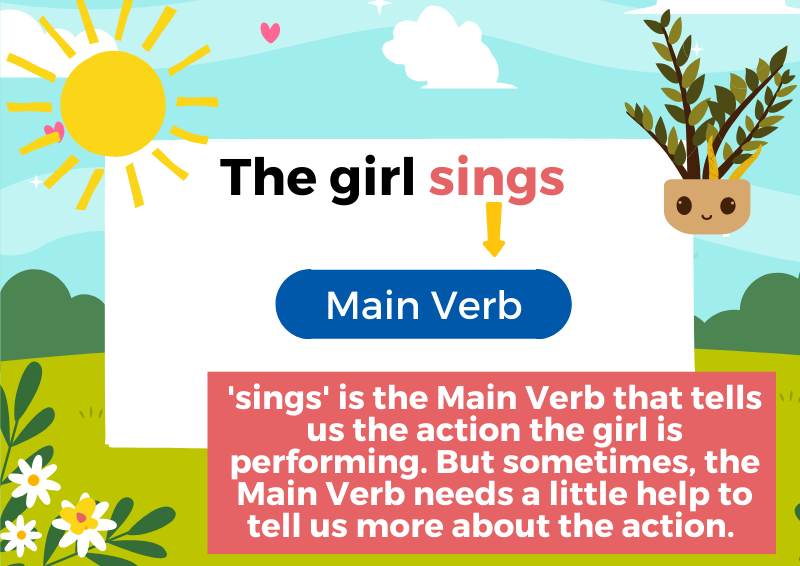 The girl sings
Main Verb
'sings' is the Main Verb that tells
us the action the girl is
performing. But sometimes, the
Main Verb needs a little help to
tell us more about the action.